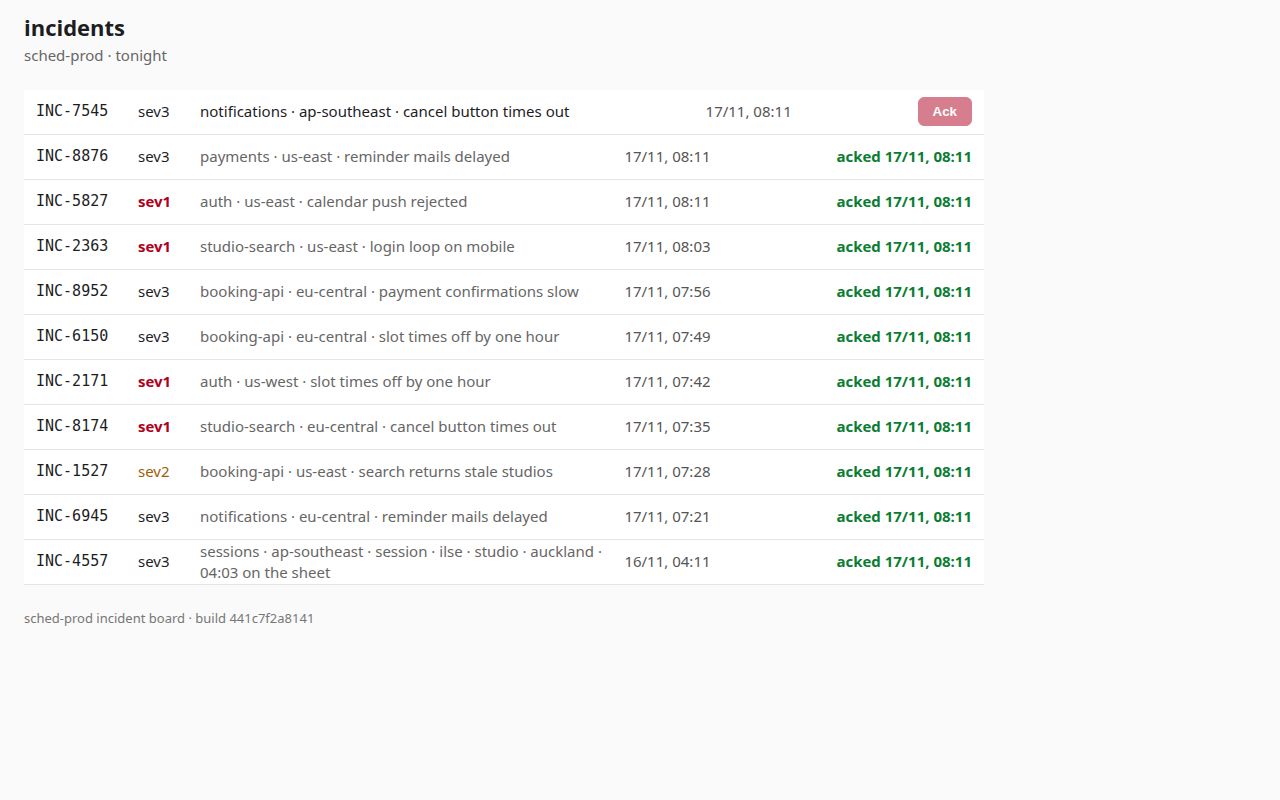 incidents
sched-prod · tonight
INC-7545 sev3 notifications · ap-southeast · cancel button times out 17/11, 08:11 Ack
INC-8876 sev3 payments · us-east · reminder mails delayed 17/11, 08:11 acked 17/11, 08:11
INC-5827 sev1 auth · us-east · calendar push rejected 17/11, 08:11 acked 17/11, 08:11
INC-2363 sev1 studio-search · us-east · login loop on mobile 17/11, 08:03 acked 17/11, 08:11
INC-8952 sev3 booking-api · eu-central · payment confirmations slow 17/11, 07:56 acked 17/11, 08:11
INC-6150 sev3 booking-api · eu-central · slot times off by one hour 17/11, 07:49 acked 17/11, 08:11
INC-2171 sev1 auth · us-west · slot times off by one hour 17/11, 07:42 acked 17/11, 08:11
INC-8174 sev1 studio-search · eu-central · cancel button times out 17/11, 07:35 acked 17/11, 08:11
INC-1527 sev2 booking-api · us-east · search returns stale studios 17/11, 07:28 acked 17/11, 08:11
INC-6945 sev3 notifications · eu-central · reminder mails delayed 17/11, 07:21 acked 17/11, 08:11
INC-4557 sev3 sessions · ap-southeast · session · ilse · studio · auckland · 16/11, 04:11 acked 17/11, 08:11
04:03 on the sheet
sched-prod incident board · build 441c7f2a8141